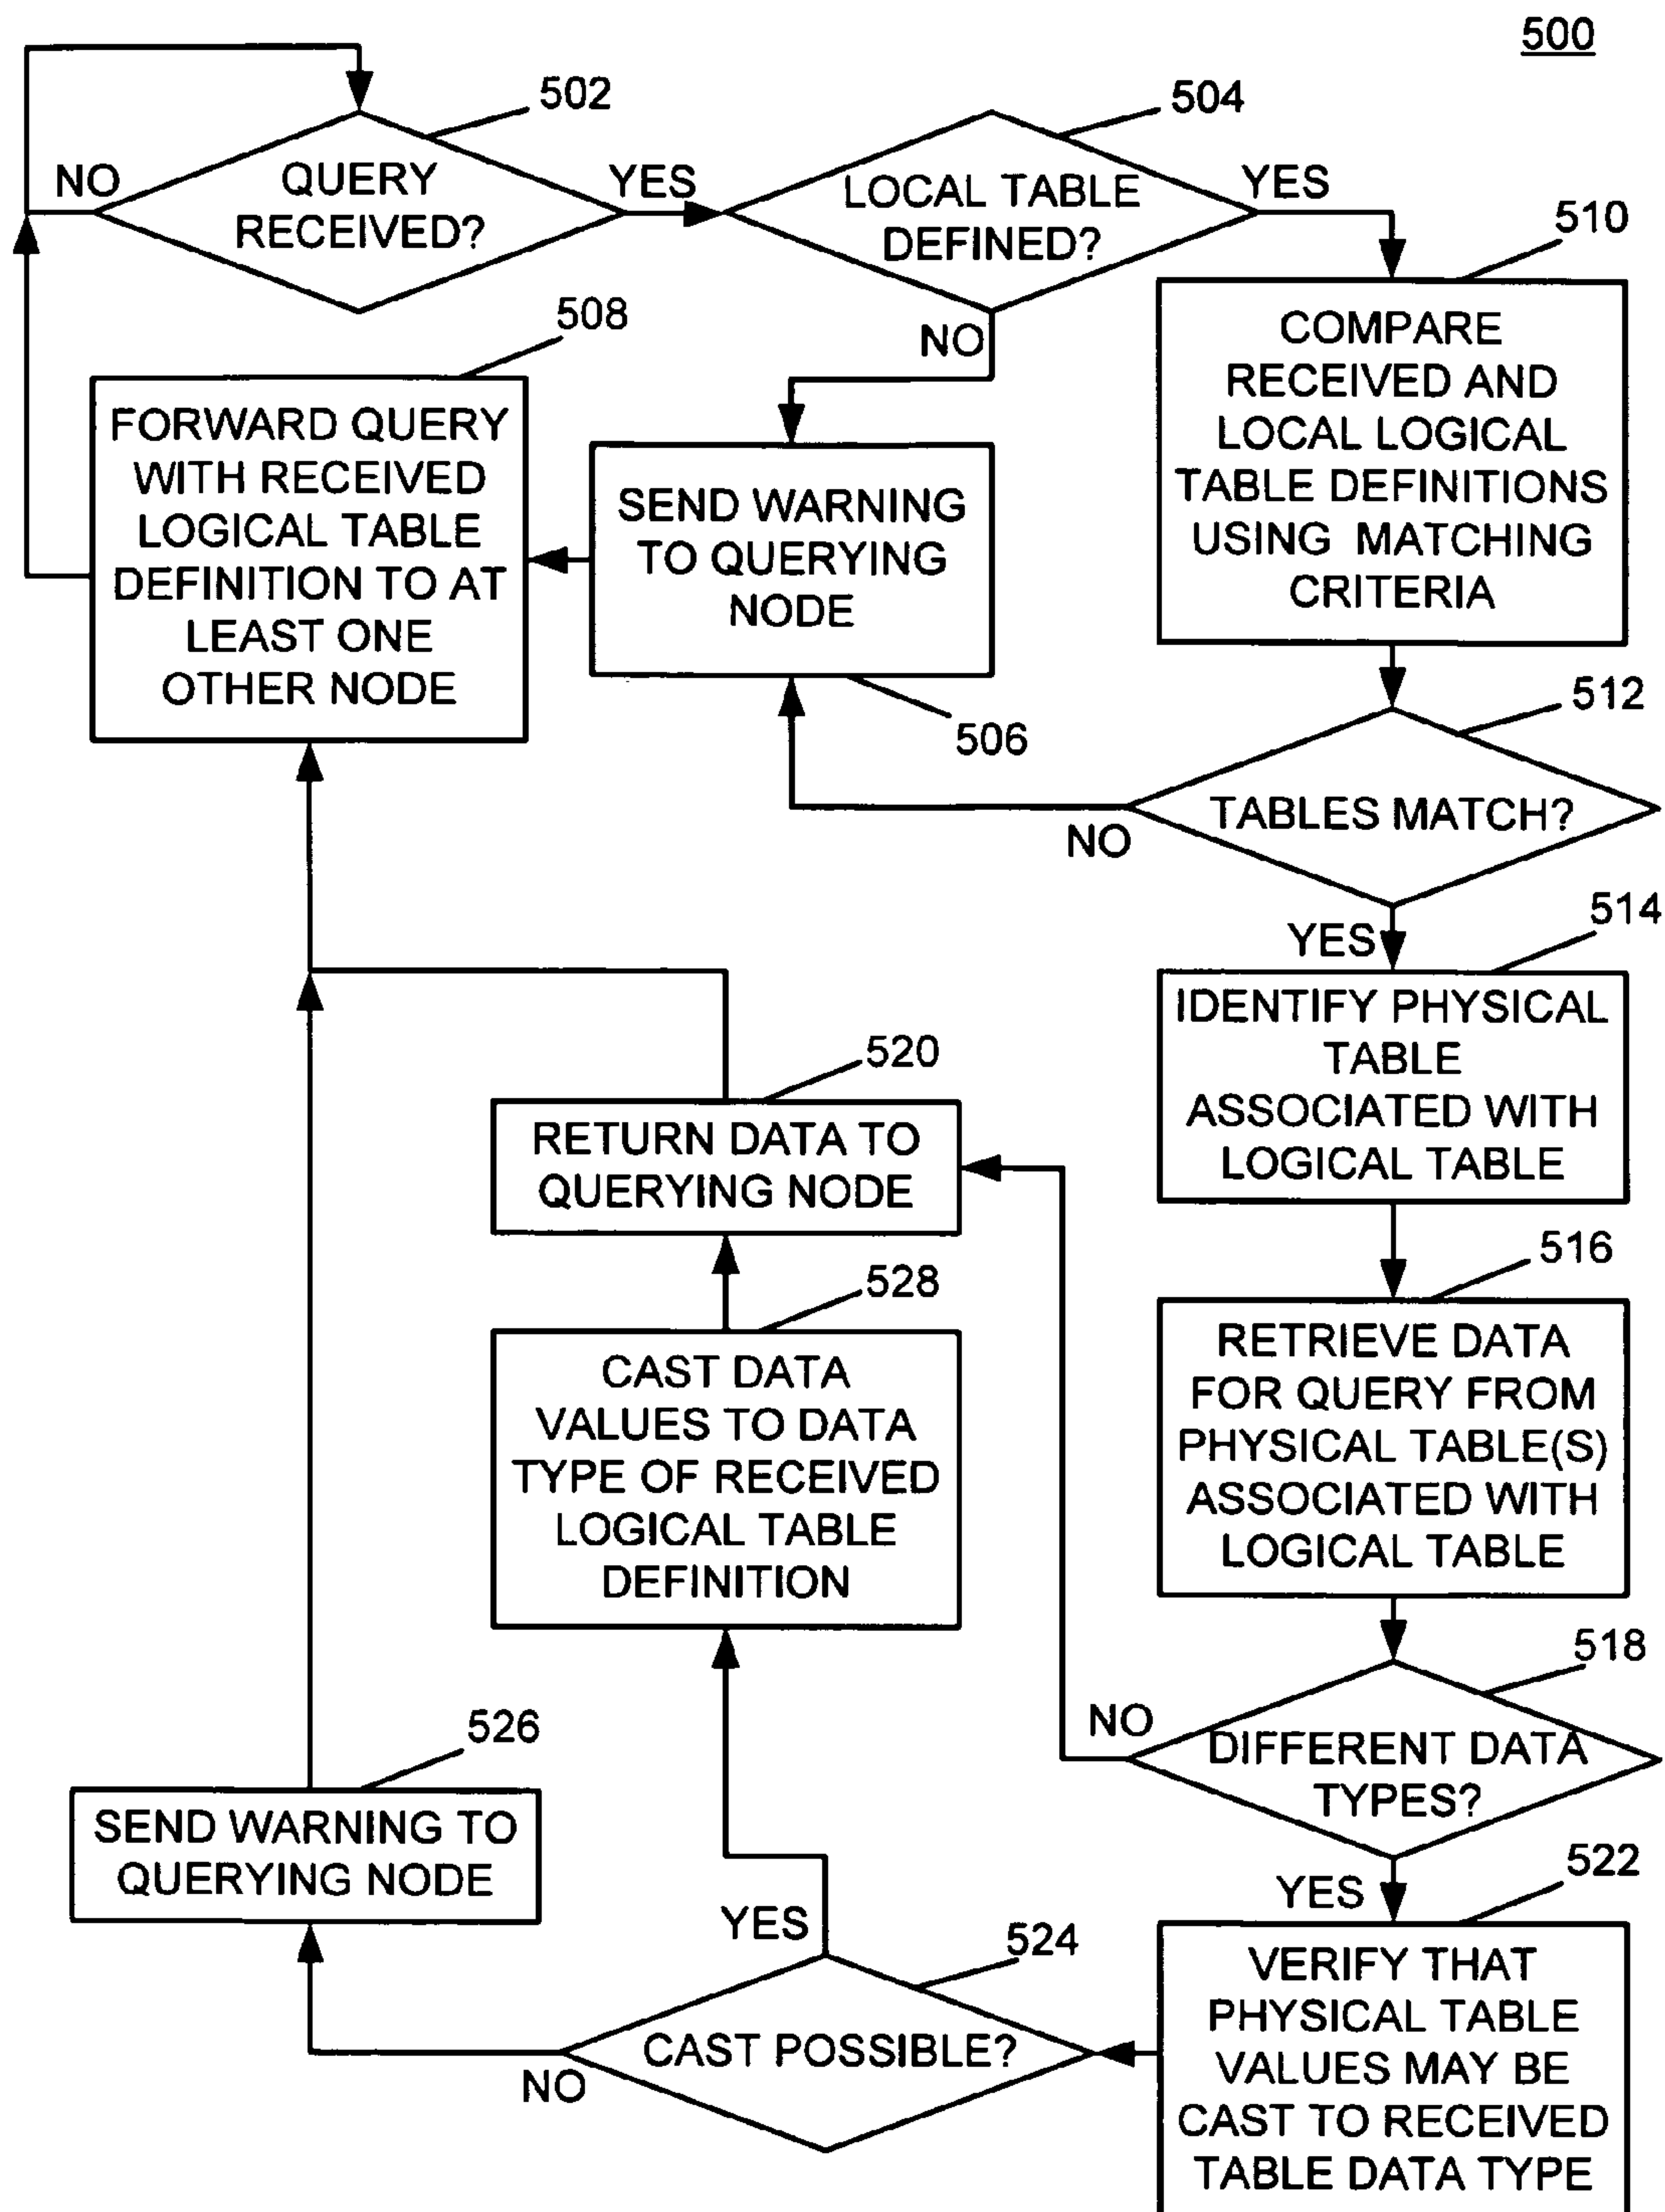 500
502
QUERY
RECEIVED?
NO
YES
504
LOCAL TABLE
DEFINED?
YES
NO
510
COMPARE
RECEIVED AND
LOCAL LOGICAL
TABLE DEFINITIONS
USING MATCHING
CRITERIA
508
FORWARD QUERY
WITH RECEIVED
LOGICAL TABLE
DEFINITION TO AT
LEAST ONE
OTHER NODE
SEND WARNING
TO QUERYING
NODE
506
512
TABLES MATCH?
NO
YES
514
IDENTIFY PHYSICAL
TABLE
ASSOCIATED WITH
LOGICAL TABLE
520
RETURN DATA TO
QUERYING NODE
516
RETRIEVE DATA
FOR QUERY FROM
PHYSICAL TABLE(S)
ASSOCIATED WITH
LOGICAL TABLE
528
CAST DATA
VALUES TO DATA
TYPE OF RECEIVED
LOGICAL TABLE
DEFINITION
518
DIFFERENT DATA
TYPES?
NO
YES
526
SEND WARNING TO
QUERYING NODE
522
VERIFY THAT
PHYSICAL TABLE
VALUES MAY BE
CAST TO RECEIVED
TABLE DATA TYPE
524
CAST POSSIBLE?
YES
NO